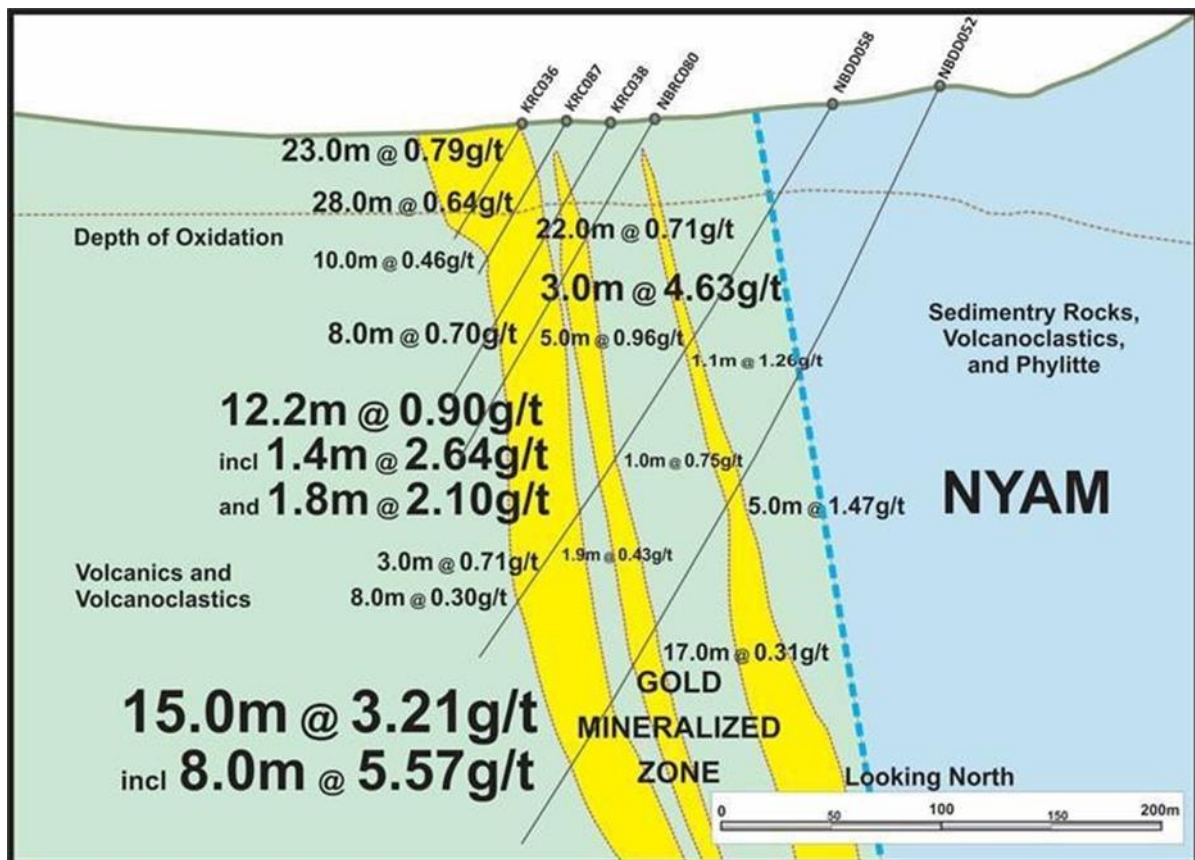 KRC036
KRC087
KRC038
NBRC080
NBDD058
NBDD052
23.0m @ 0.79g/t
28.0m @ 0.64g/t
22.0m @ 0.71g/t
Depth of Oxidation
10.0m @ 0.46g/t
3.0m @ 4.63g/t
8.0m @ 0.70g/t
5.0m @ 0.96g/t
1.1m @ 1.26g/t
Sedimentry Rocks,
Volcanoclastics,
and Phylitte
12.2m @ 0.90g/t
incl 1.4m @ 2.64g/t
and 1.8m @ 2.10g/t
1.0m @ 0.75g/t
5.0m @ 1.47g/t
NYAM
3.0m @ 0.71g/t
1.9m @ 0.43g/t
8.0m @ 0.30g/t
Volcanics and
Volcanoclastics
17.0m @ 0.31g/t
15.0m @ 3.21g/t
incl 8.0m @ 5.57g/t
GOLD
MINERALIZED
ZONE
Looking North
0 50 100 150 200m